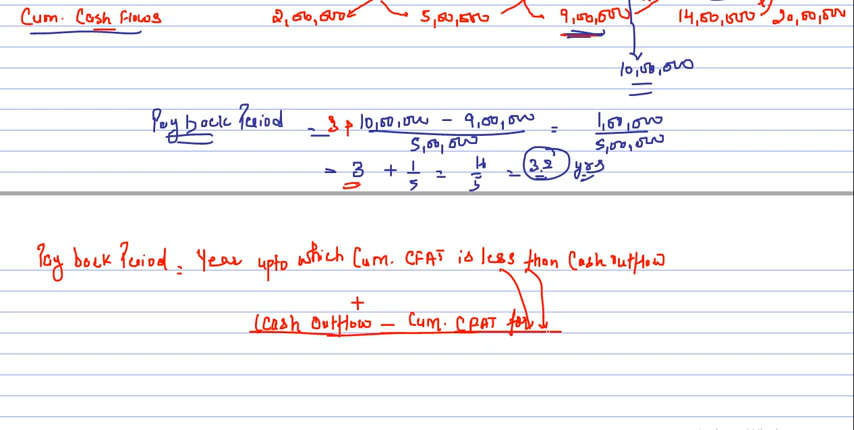 Cum. Cash Flows 2,00,000 5,00,000 9,00,000 14,00,000 20,00,000
10,00,000
Pay back Period = 3 + 10,00,000 - 9,00,000 / 5,00,000 = 1,00,000 / 5,00,000
= 3 + 1/5 = 16/5 = 3.2 yrs
Pay back Period = Year upto which Cum. CFAT is less than Cash outflow
+
(Cash outflow - Cum. CFAT for